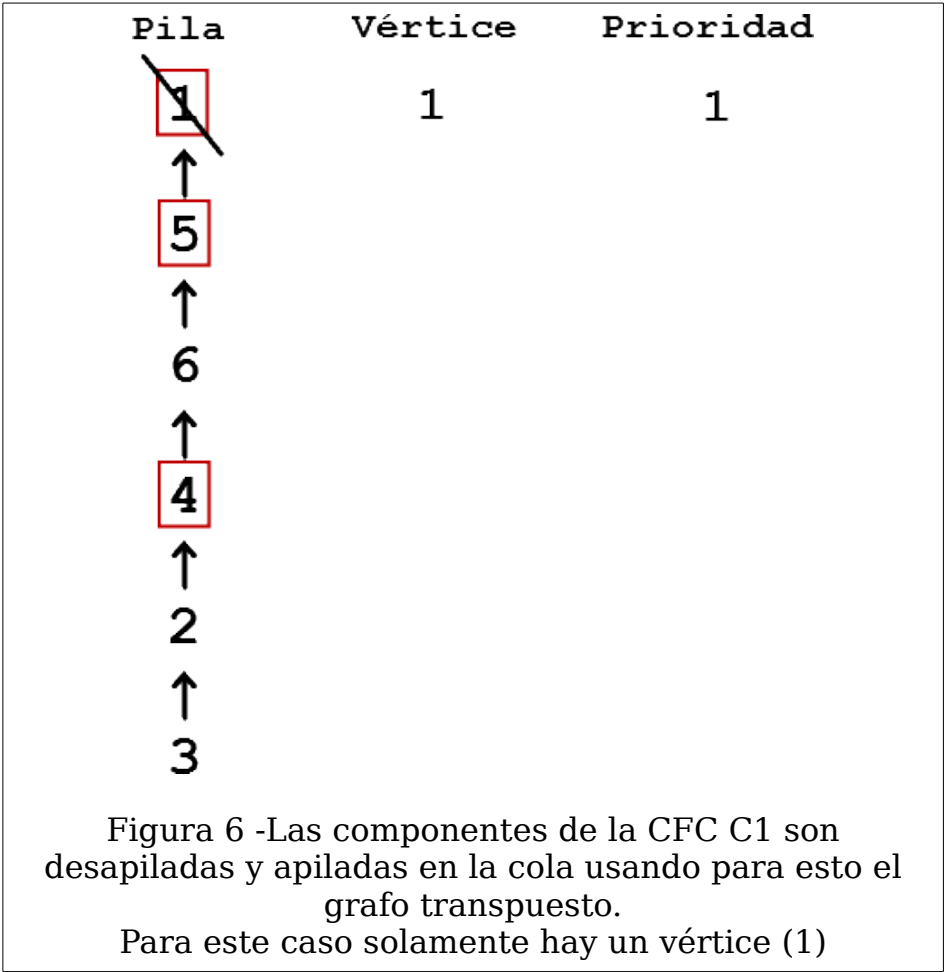 Pila Vértice Prioridad
1 1 1
↑
5
↑
6
↑
4
↑
2
↑
3
Figura 6 -Las componentes de la CFC C1 son
desapiladas y apiladas en la cola usando para esto el
grafo transpuesto.
Para este caso solamente hay un vértice (1)